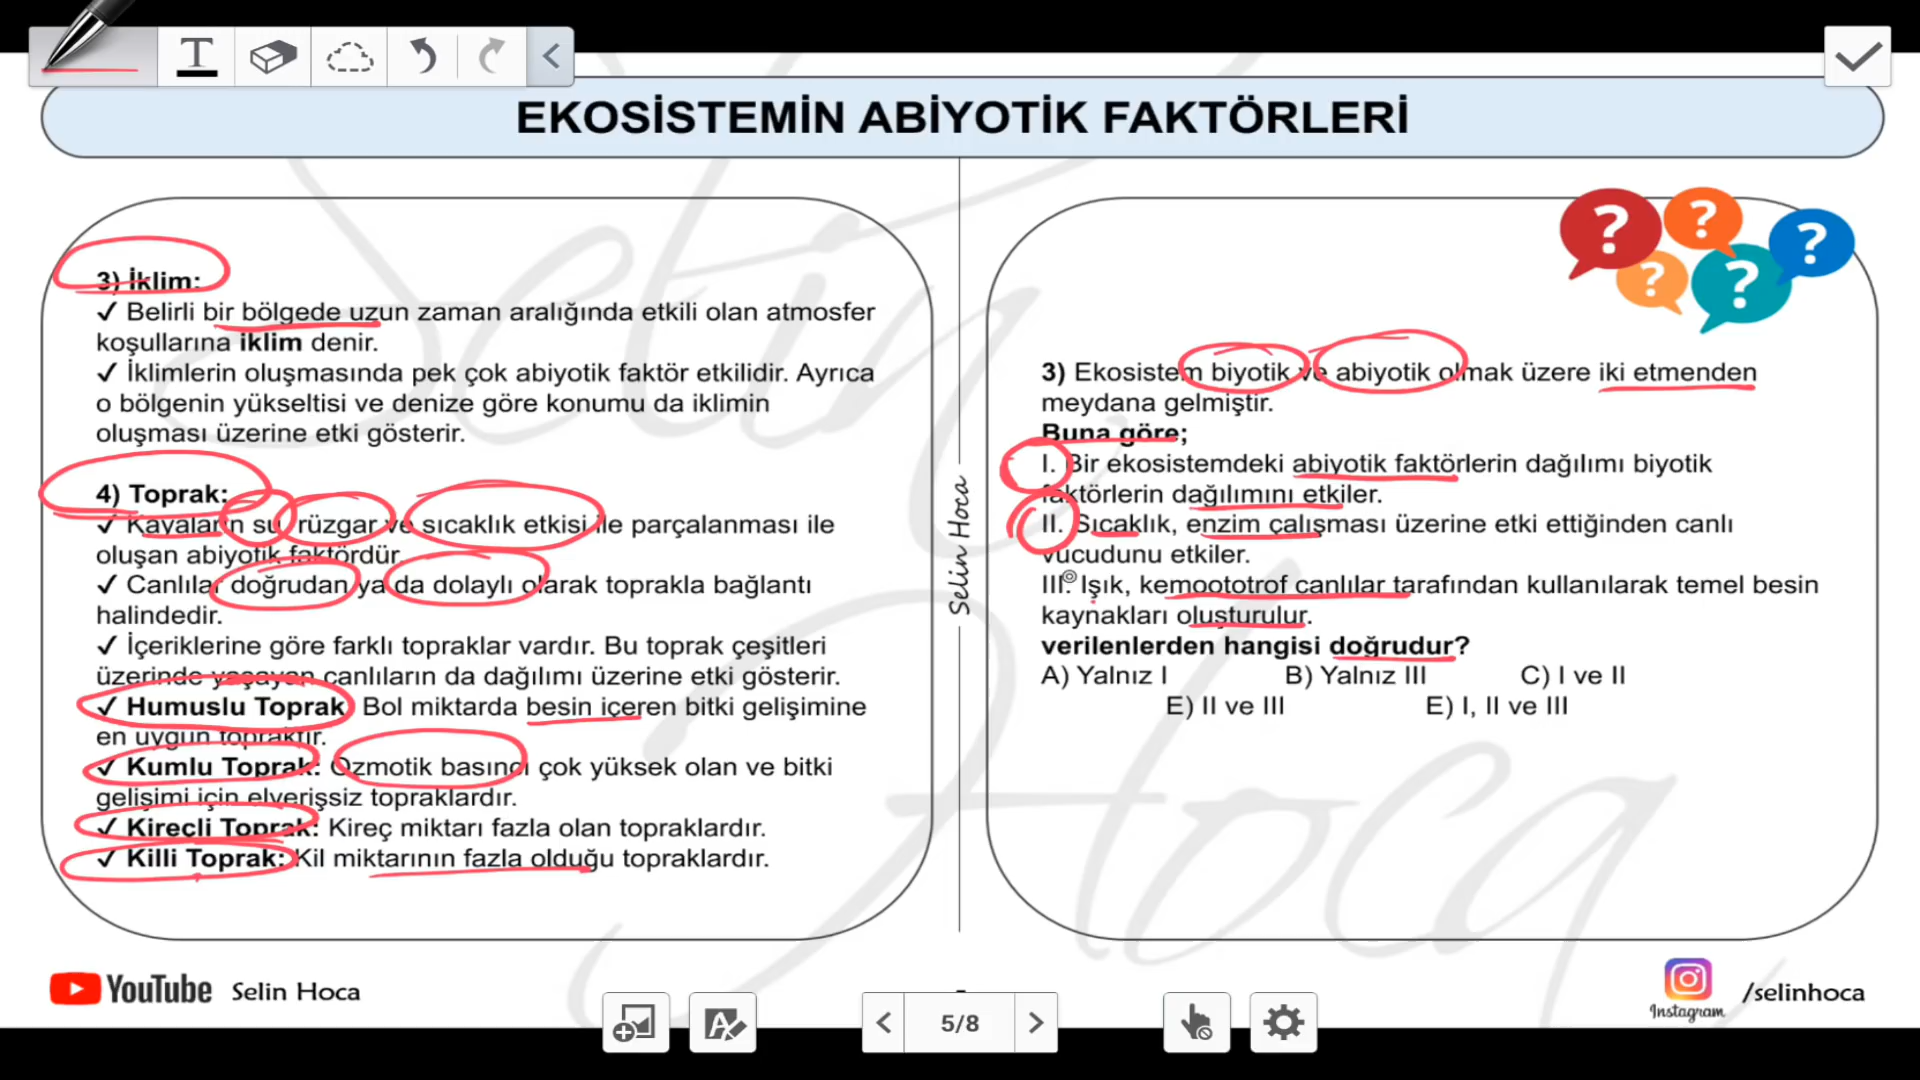 T
EKOSİSTEMİN ABİYOTİK FAKTÖRLERİ
3) İklim:
✓ Belirli bir bölgede uzun zaman aralığında etkili olan atmosfer
koşullarına iklim denir.
✓ İklimlerin oluşmasında pek çok abiyotik faktör etkilidir. Ayrıca
o bölgenin yükseltisi ve denize göre konumu da iklimin
oluşması üzerine etki gösterir.
4) Toprak:
✓ Kayaların su, rüzgar ve sıcaklık etkisi ile parçalanması ile
oluşan abiyotik faktördür.
✓ Canlılar doğrudan ya da dolaylı olarak toprakla bağlantı
halindedir.
✓ İçeriklerine göre farklı topraklar vardır. Bu toprak çeşitleri
üzerinde yaşayan canlıların da dağılımı üzerine etki gösterir.
✓ Humuslu Toprak: Bol miktarda besin içeren bitki gelişimine
en uygun topraktır.
✓ Kumlu Toprak: Ozmotik basıncı çok yüksek olan ve bitki
gelişimi için elverişsiz topraklardır.
✓ Kireçli Toprak: Kireç miktarı fazla olan topraklardır.
✓ Killi Toprak: Kil miktarının fazla olduğu topraklardır.
Selin Hoca
3) Ekosistem biyotik ve abiyotik olmak üzere iki etmenden
meydana gelmiştir.
Buna göre;
I. Bir ekosistemdeki abiyotik faktörlerin dağılımı biyotik
faktörlerin dağılımını etkiler.
II. Sıcaklık, enzim çalışması üzerine etki ettiğinden canlı
vücudunu etkiler.
III. Işık, kemoototrof canlılar tarafından kullanılarak temel besin
kaynakları oluşturulur.
verilenlerden hangisi doğrudur?
A) Yalnız I B) Yalnız III C) I ve II
E) II ve III E) I, II ve III
YouTube Selin Hoca
5/8
Instagram /selinhoca
Selin Hoca